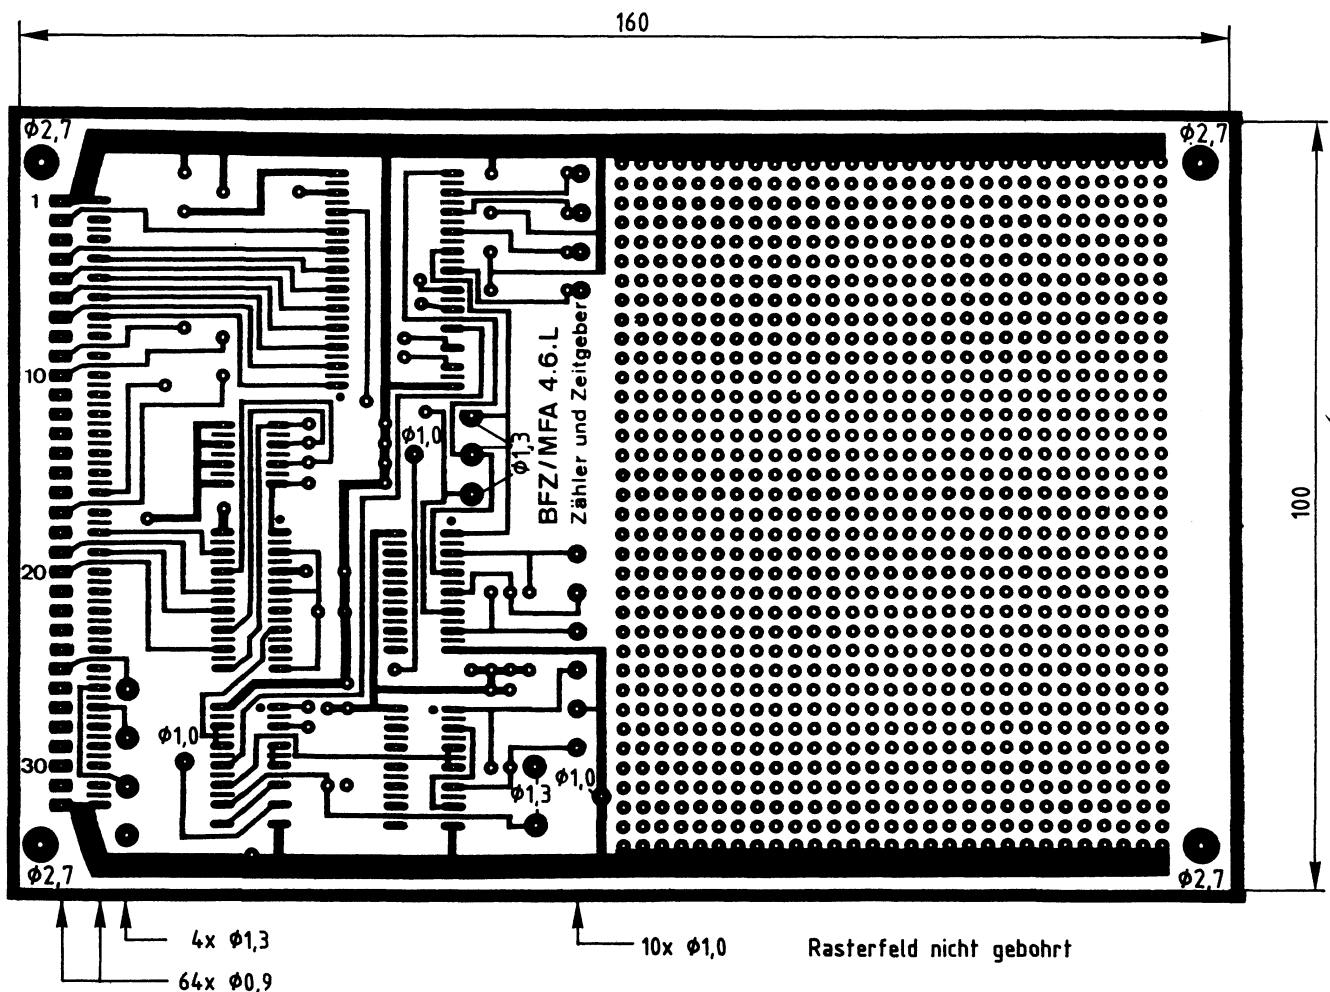 160
Φ2,7
Φ2,7
1
10
BFZ/MFA 4.6.L
Zähler und Zeitgeber
Φ1,0
Φ1,3
100
20
Φ1,0
30
Φ1,0
Φ1,3
Φ2,7
Φ2,7
4x Φ1,3
10x Φ1,0
Rasterfeld nicht gebohrt
64x Φ0,9